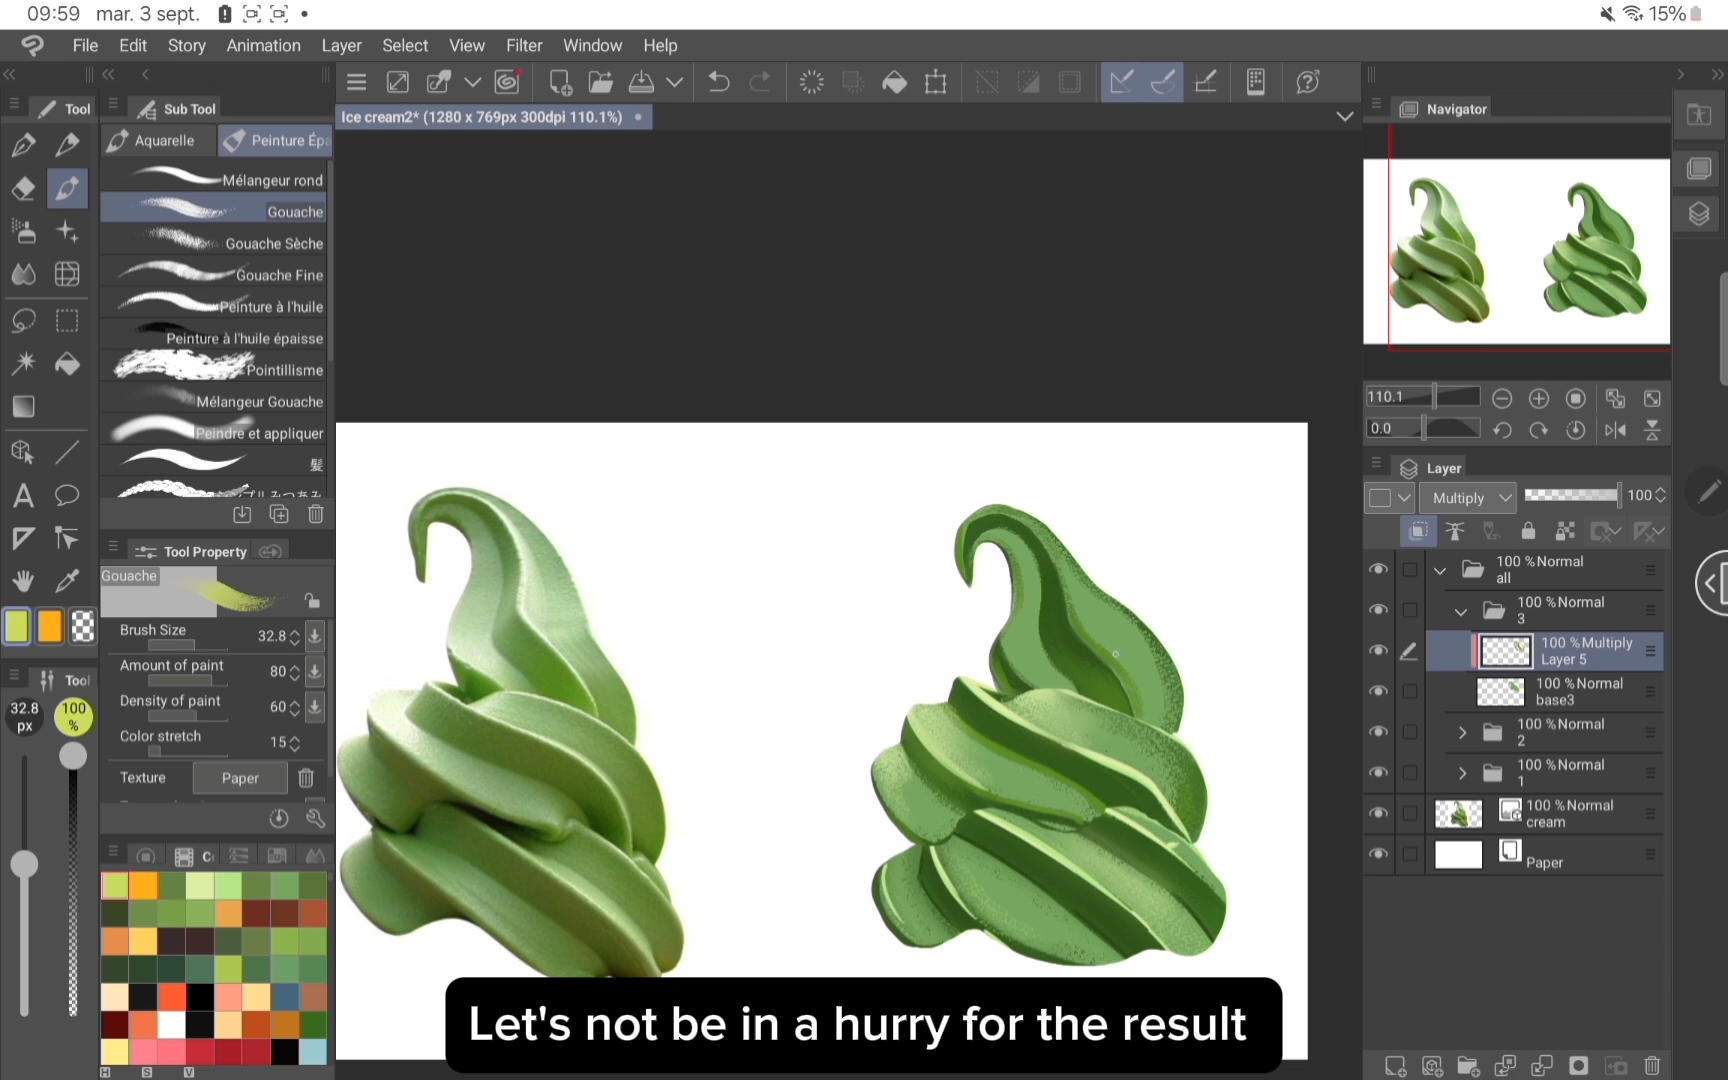 09:59 mar. 3 sept.
15%
File Edit Story Animation Layer Select View Filter Window Help
Tool
Sub Tool
Aquarelle
Peinture Épa
Mélangeur rond
Gouache
Gouache Sèche
Gouache Fine
Peinture à l'huile
Peinture à l'huile épaisse
Pointillisme
Mélangeur Gouache
Peindre et appliquer
髪
Tool Property
Gouache
Brush Size 32.8
Amount of paint 80
Density of paint 60
Color stretch 15
Texture Paper
Tool
32.8 px
100 %
H S V
Ice cream2* (1280 x 769px 300dpi 110.1%)
Let's not be in a hurry for the result
Navigator
110.1
0.0
Layer
Multiply 100
100 %Normal
all
100 %Normal
3
100 %Multiply
Layer 5
100 %Normal
base3
100 %Normal
2
100 %Normal
1
100 %Normal
cream
Paper